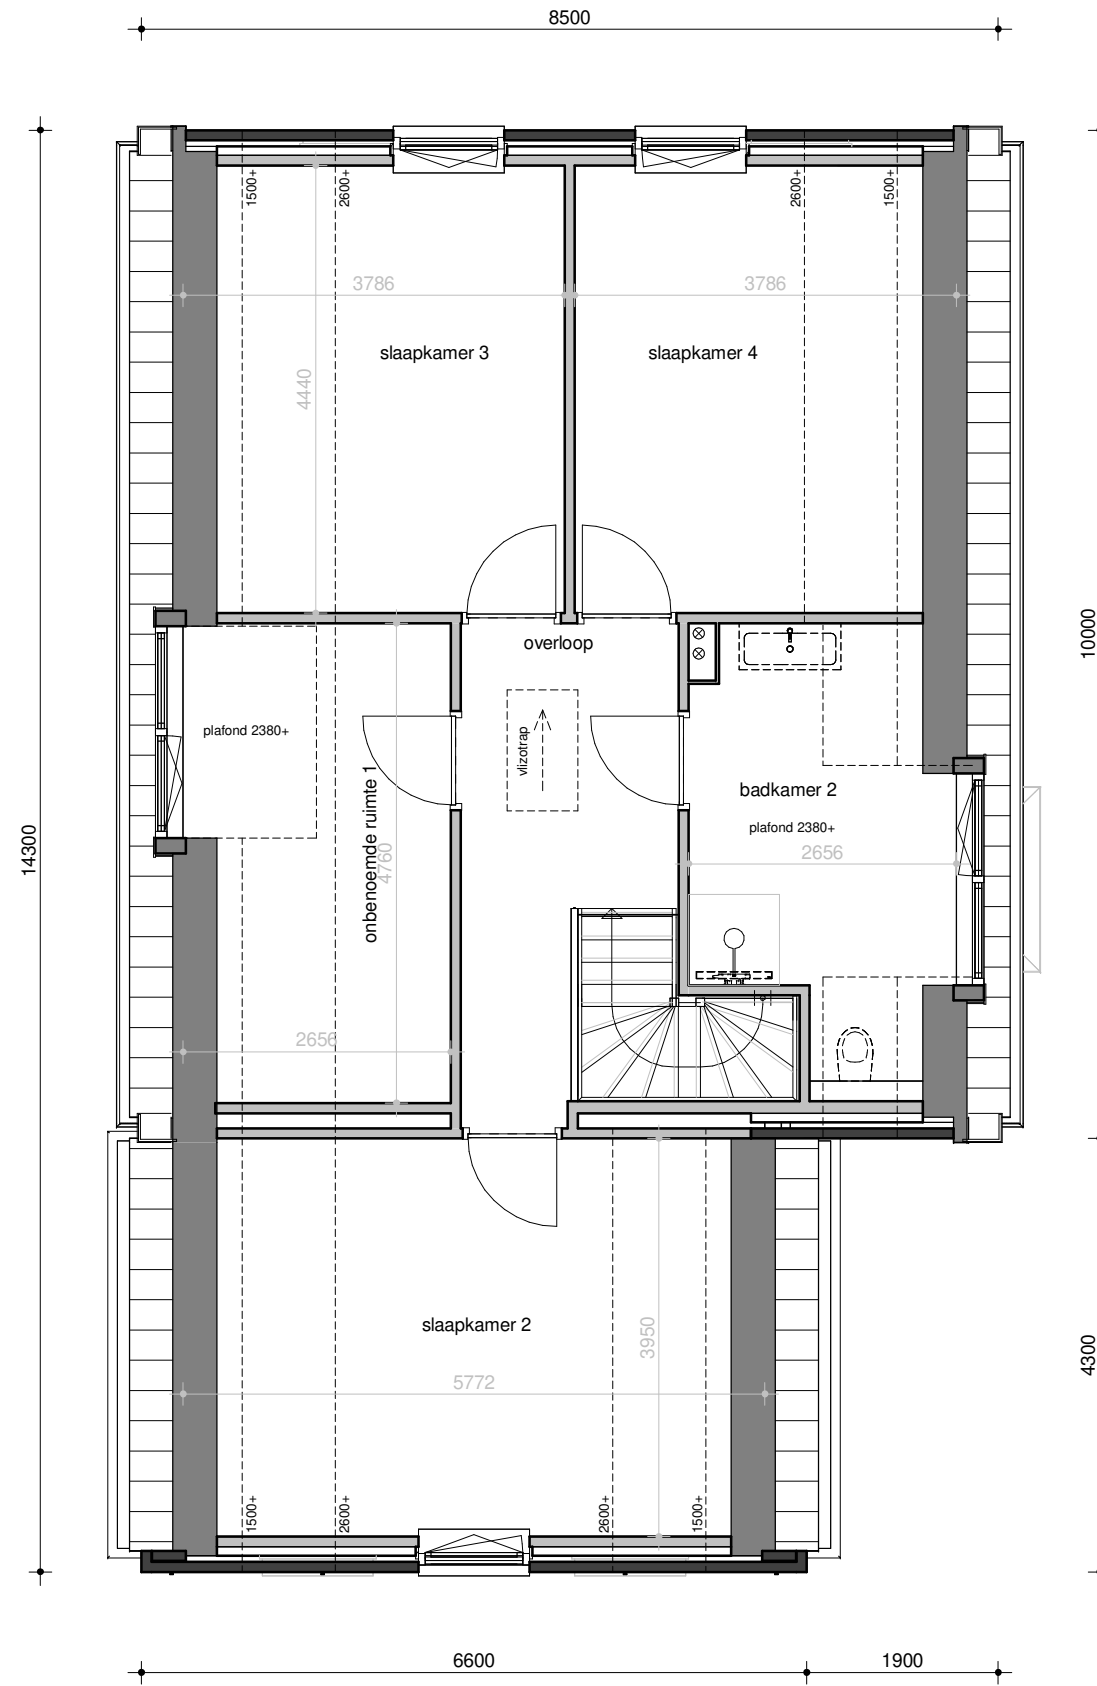 8500
1500+
2600+
2600+
1500+
3786
3786
slaapkamer 3
slaapkamer 4
4440
10000
overloop
plafond 2380+
vlizotrap
badkamer 2
plafond 2380+
2656
14300
onbenoemde ruimte 1
4760
2656
slaapkamer 2
3950
4300
5772
1500+
2600+
2600+
1500+
6600
1900